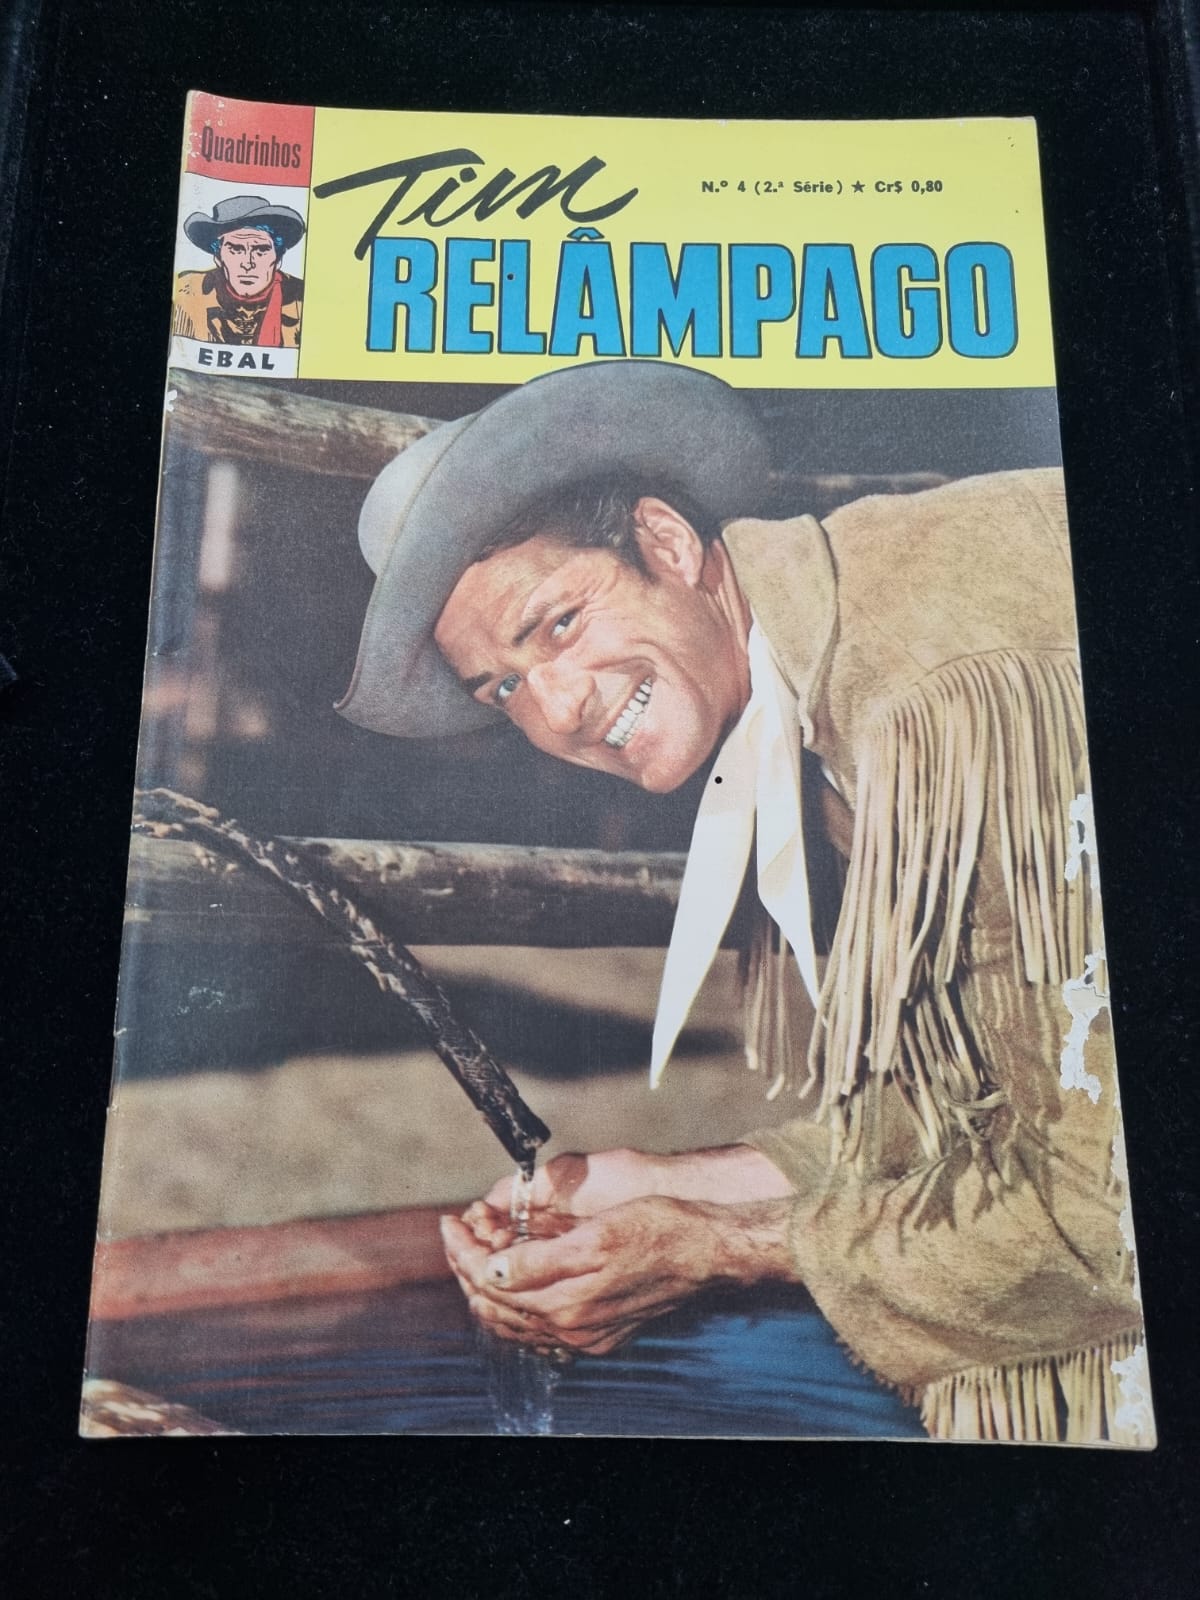 Quadrinhos
Tim
N.º 4 (2.ª Série) ★ Cr$ 0,80
RELÂMPAGO
EBAL